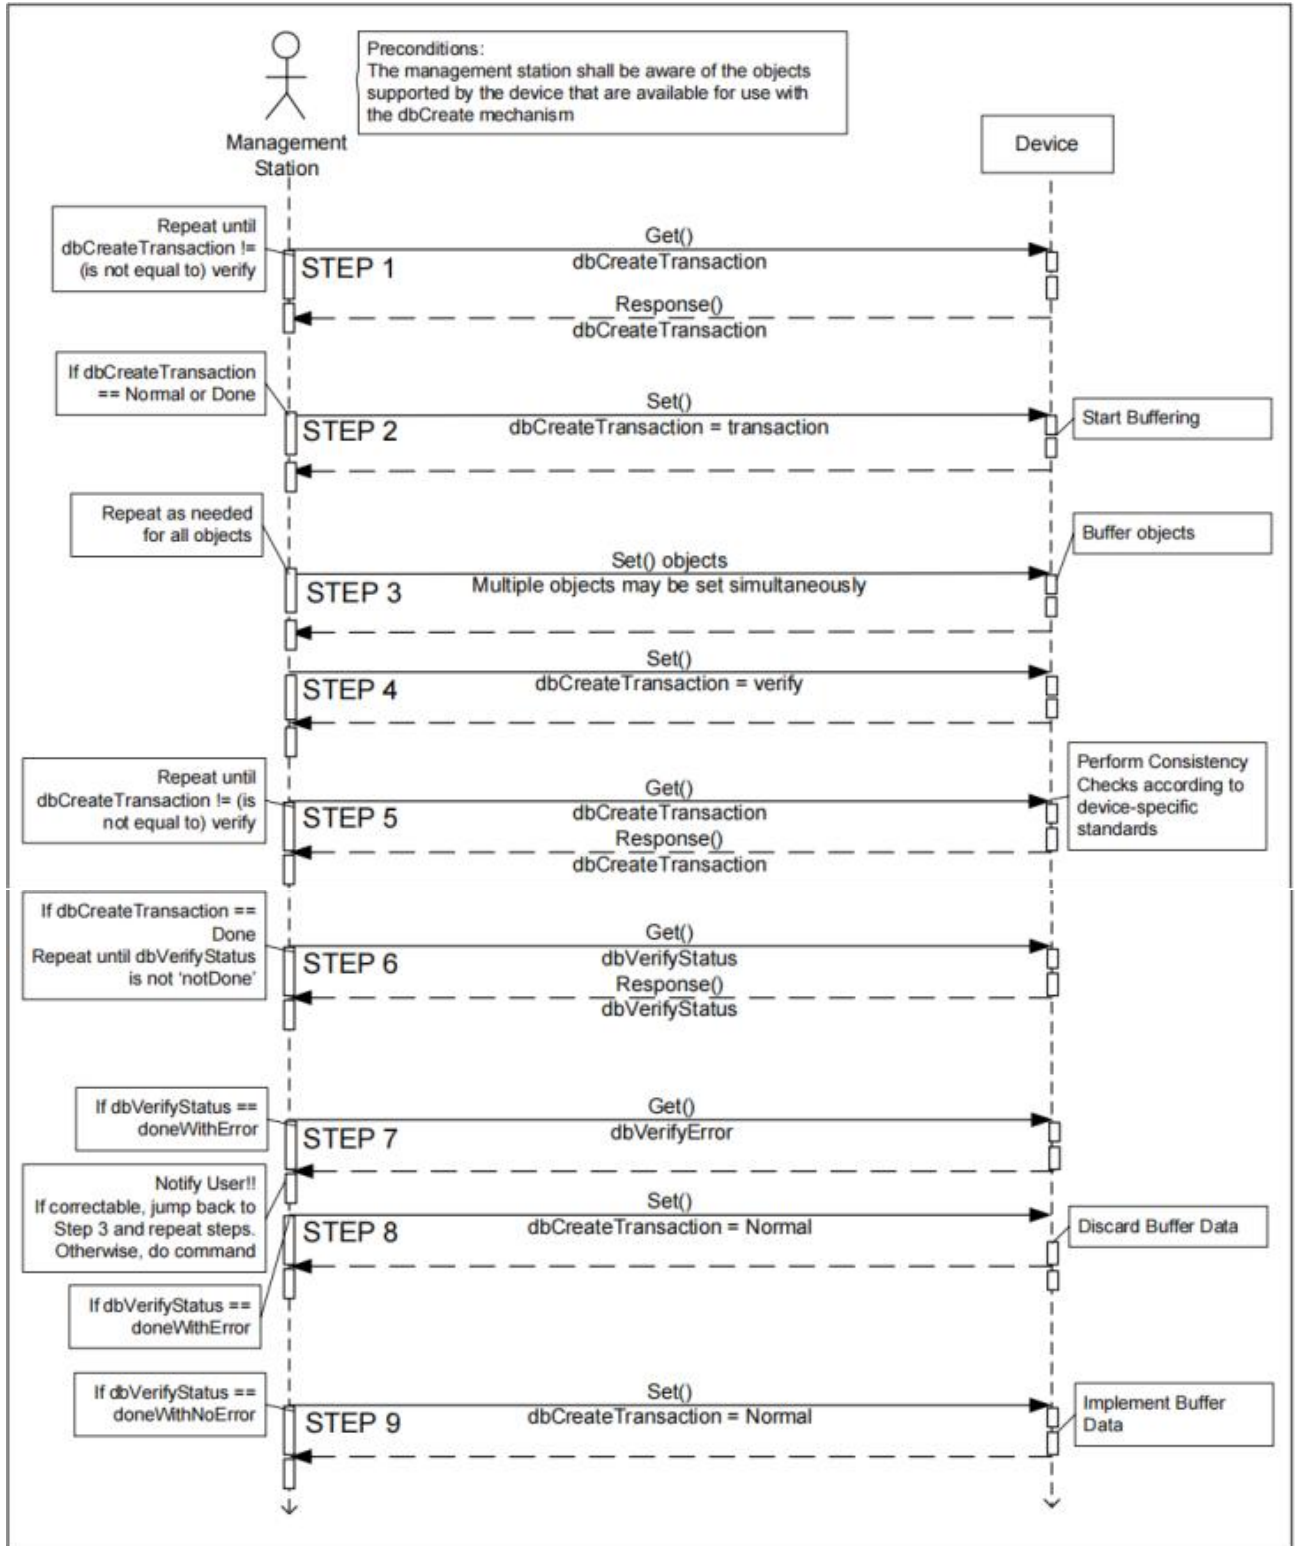 Preconditions:
The management station shall be aware of the objects
supported by the device that are available for use with
the dbCreate mechanism
Management
Station
Device
Repeat until
dbCreateTransaction !=
(is not equal to) verify
STEP 1
Get()
dbCreateTransaction
Response()
dbCreateTransaction
If dbCreateTransaction
== Normal or Done
STEP 2
Set()
dbCreateTransaction = transaction
Start Buffering
Repeat as needed
for all objects
STEP 3
Set() objects
Multiple objects may be set simultaneously
Buffer objects
STEP 4
Set()
dbCreateTransaction = verify
Repeat until
dbCreateTransaction != (is
not equal to) verify
STEP 5
Get()
dbCreateTransaction
Response()
dbCreateTransaction
Perform Consistency
Checks according to
device-specific
standards
If dbCreateTransaction ==
Done
Repeat until dbVerifyStatus
is not ‘notDone’
STEP 6
Get()
dbVerifyStatus
Response()
dbVerifyStatus
If dbVerifyStatus ==
doneWithError
STEP 7
Get()
dbVerifyError
Notify User!!
If correctable, jump back to
Step 3 and repeat steps.
Otherwise, do command
STEP 8
Set()
dbCreateTransaction = Normal
Discard Buffer Data
If dbVerifyStatus ==
doneWithError
If dbVerifyStatus ==
doneWithNoError
STEP 9
Set()
dbCreateTransaction = Normal
Implement Buffer
Data